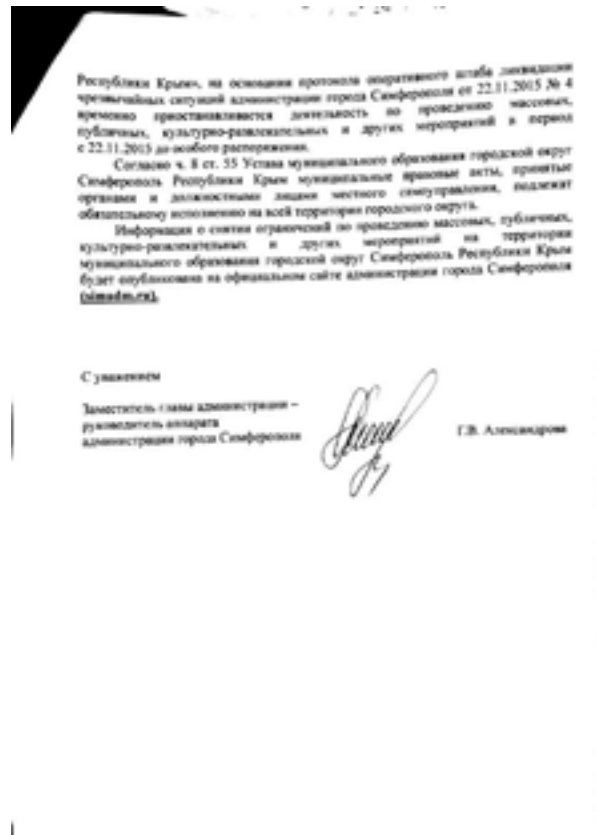 Республики Крым», на основании протокола оперативного штаба ликвидации
чрезвычайных ситуаций администрации города Симферополя от 22.11.2015 № 4
временно приостанавливается деятельность по проведению массовых,
публичных, культурно-развлекательных и других мероприятий в период
с 22.11.2015 до особого распоряжения.
Согласно ч. 8 ст. 55 Устава муниципального образования городской округ
Симферополь Республики Крым муниципальные правовые акты, принятые
органами и должностными лицами местного самоуправления, подлежат
обязательному исполнению на всей территории городского округа.
Информация о снятии ограничений по проведению массовых, публичных,
культурно-развлекательных и других мероприятий на территории
муниципального образования городской округ Симферополь Республики Крым
будет опубликована на официальном сайте администрации города Симферополя
(simadm.ru).
С уважением
Заместитель главы администрации –
руководитель аппарата
администрации города Симферополя
Г.В. Александрова